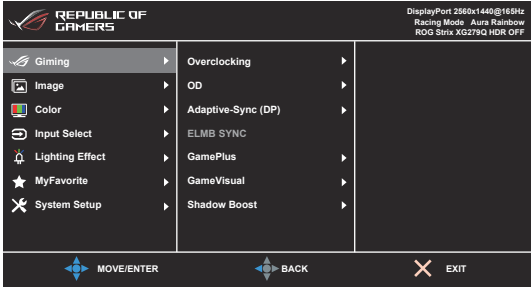 REPUBLIC OF
GAMERS
DisplayPort 2560x1440@165Hz
Racing Mode Aura Rainbow
ROG Strix XG279Q HDR OFF
Giming
Image
Color
Input Select
Lighting Effect
MyFavorite
System Setup
Overclocking
OD
Adaptive-Sync (DP)
ELMB SYNC
GamePlus
GameVisual
Shadow Boost
MOVE/ENTER
BACK
EXIT